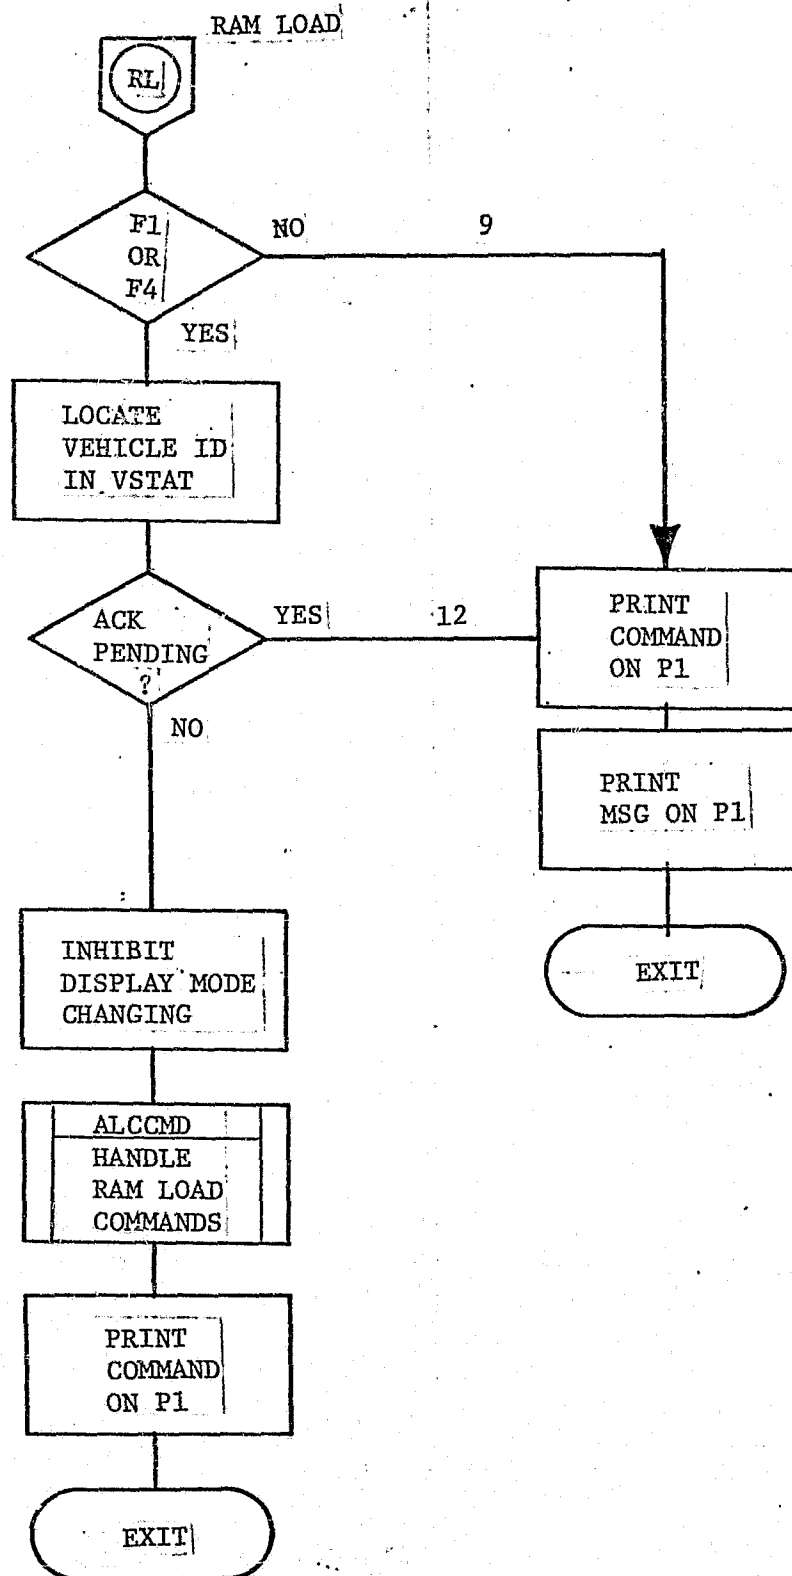 RAM LOAD
RL
F1
OR
F4
NO
9
YES
LOCATE
VEHICLE ID
IN VSTAT
ACK
PENDING
?
YES
12
NO
PRINT
COMMAND
ON P1
PRINT
MSG ON P1
EXIT
INHIBIT
DISPLAY MODE
CHANGING
ALCCMD
HANDLE
RAM LOAD
COMMANDS
PRINT
COMMAND
ON P1
EXIT